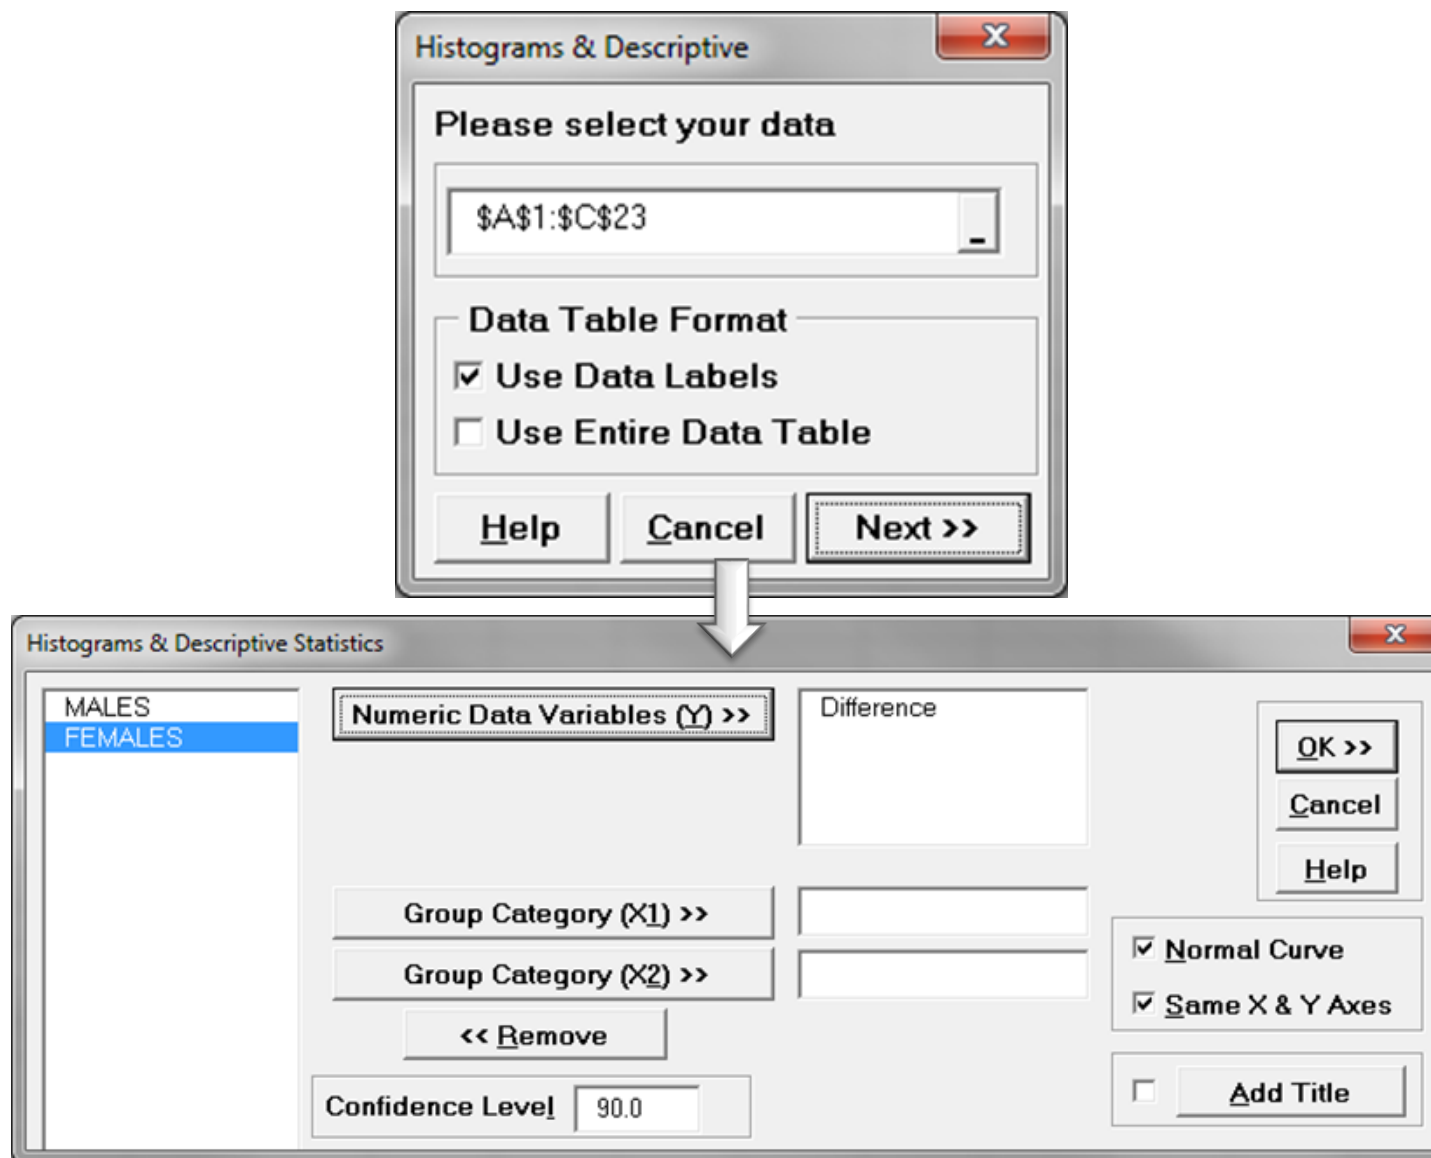 Histograms & Descriptive
Please select your data
$A$1:$C$23
Data Table Format
Use Data Labels
Use Entire Data Table
Help Cancel Next >>
Histograms & Descriptive Statistics
MALES
FEMALES
Numeric Data Variables (Y) >>
Difference
OK >>
Cancel
Help
Group Category (X1) >>
Group Category (X2) >>
<< Remove
Normal Curve
Same X & Y Axes
Confidence Level 90.0
Add Title